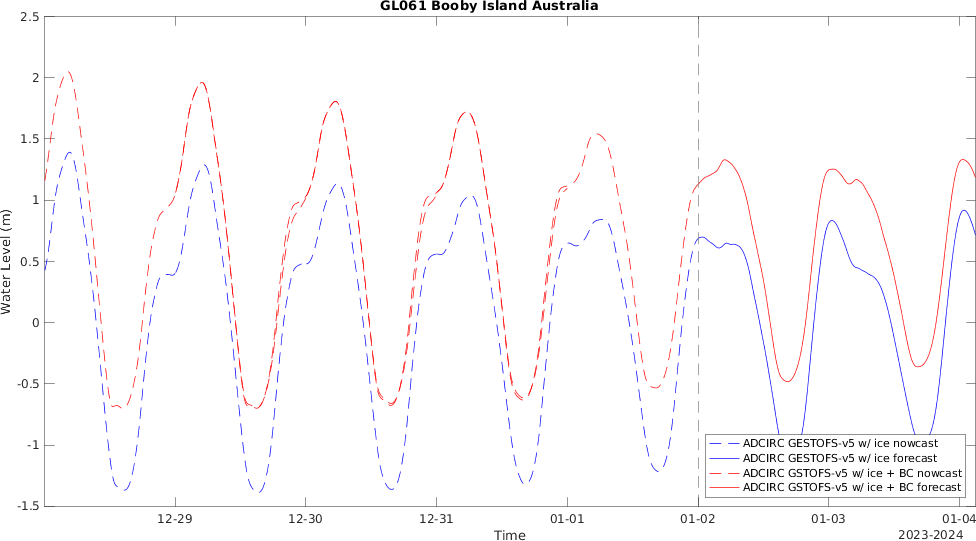 GL061 Booby Island Australia
2.5
2
1.5
1
0.5
0
-0.5
-1
-1.5
Water Level (m)
12-29
12-30
12-31
01-01
01-02
01-03
01-04
Time
2023-2024
ADCIRC GESTOFS-v5 w/ ice nowcast
ADCIRC GESTOFS-v5 w/ ice forecast
ADCIRC GSTOFS-v5 w/ ice + BC nowcast
ADCIRC GSTOFS-v5 w/ ice + BC forecast